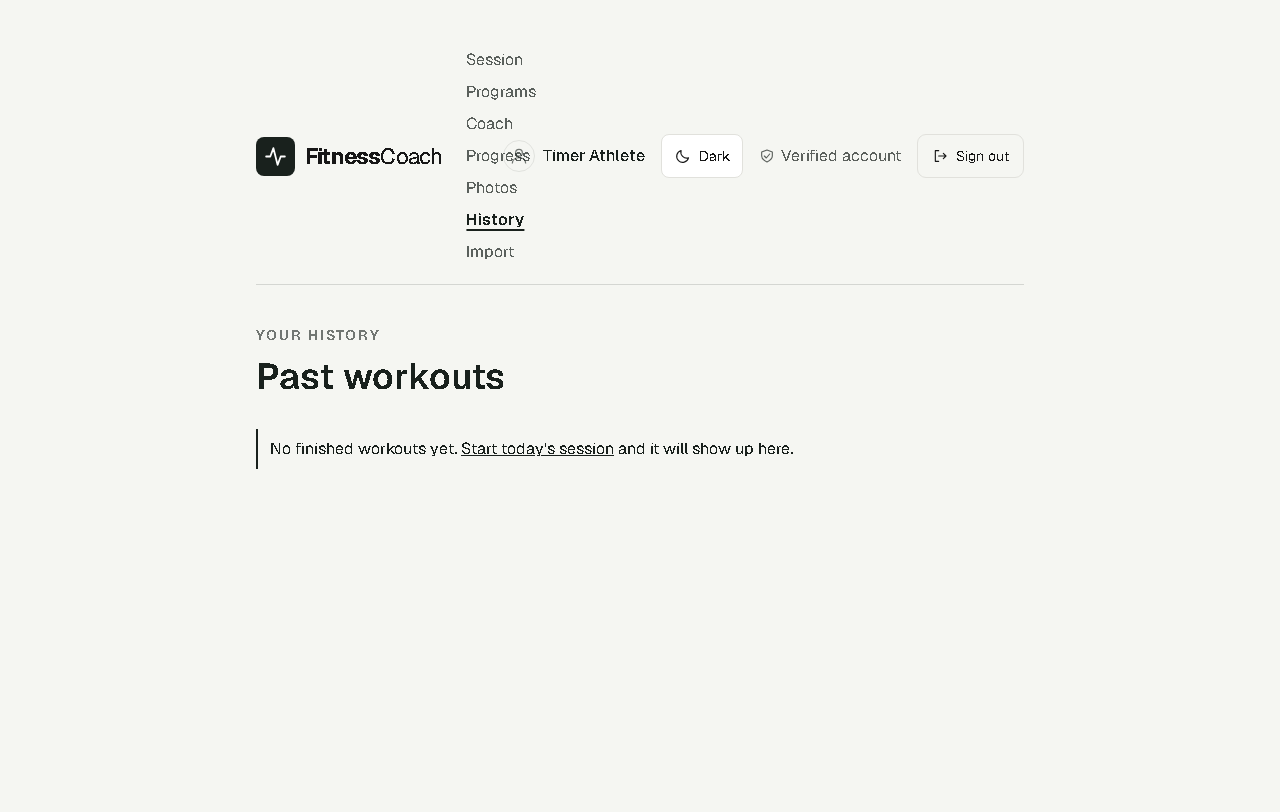 Session
Programs
Coach
FitnessCoach
Progress
Timer Athlete
Dark
Verified account
Sign out
Photos
History
Import
YOUR HISTORY
Past workouts
No finished workouts yet. Start today's session and it will show up here.